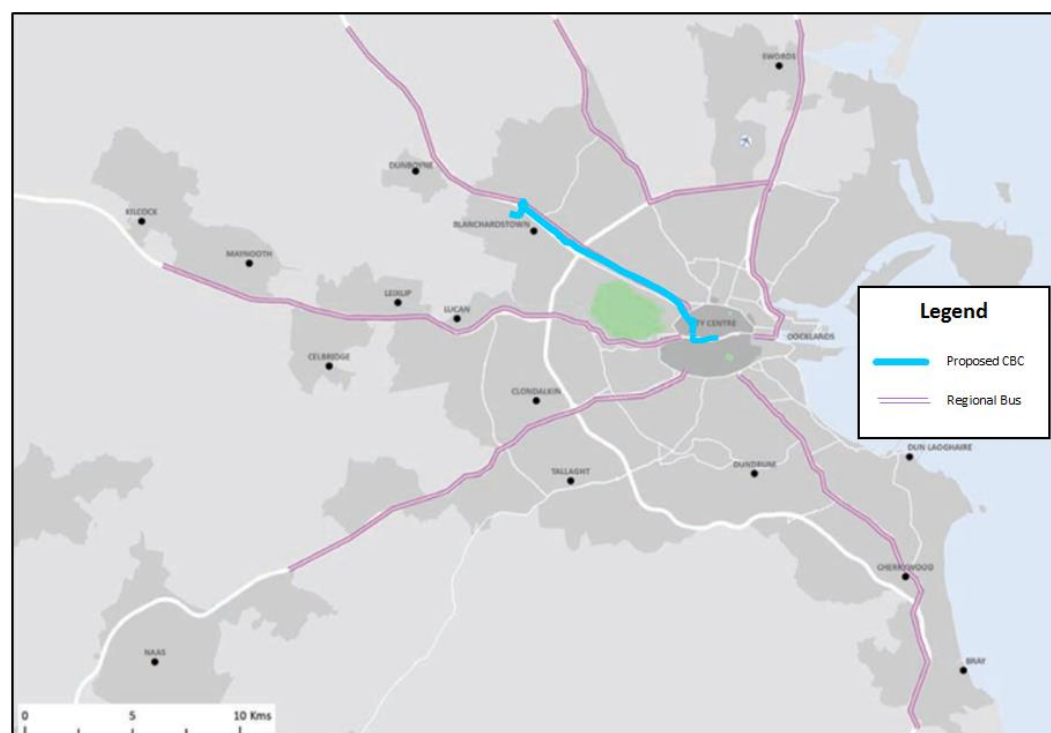 SWORDS
DUNBOYNE
KILCOCK
BLANCHARDSTOWN
MAYNOOTH
LEIXLIP
LUCAN
TY CENTRE
DOCKLANDS
CELBRIDGE
CLONDALKIN
Legend
Proposed CBC
Regional Bus
DUN LAOGHAIRE
TALLAGHT
DUNDRUM
CHERRYWOOD
NAAS
BRAY
0 5 10 Kms